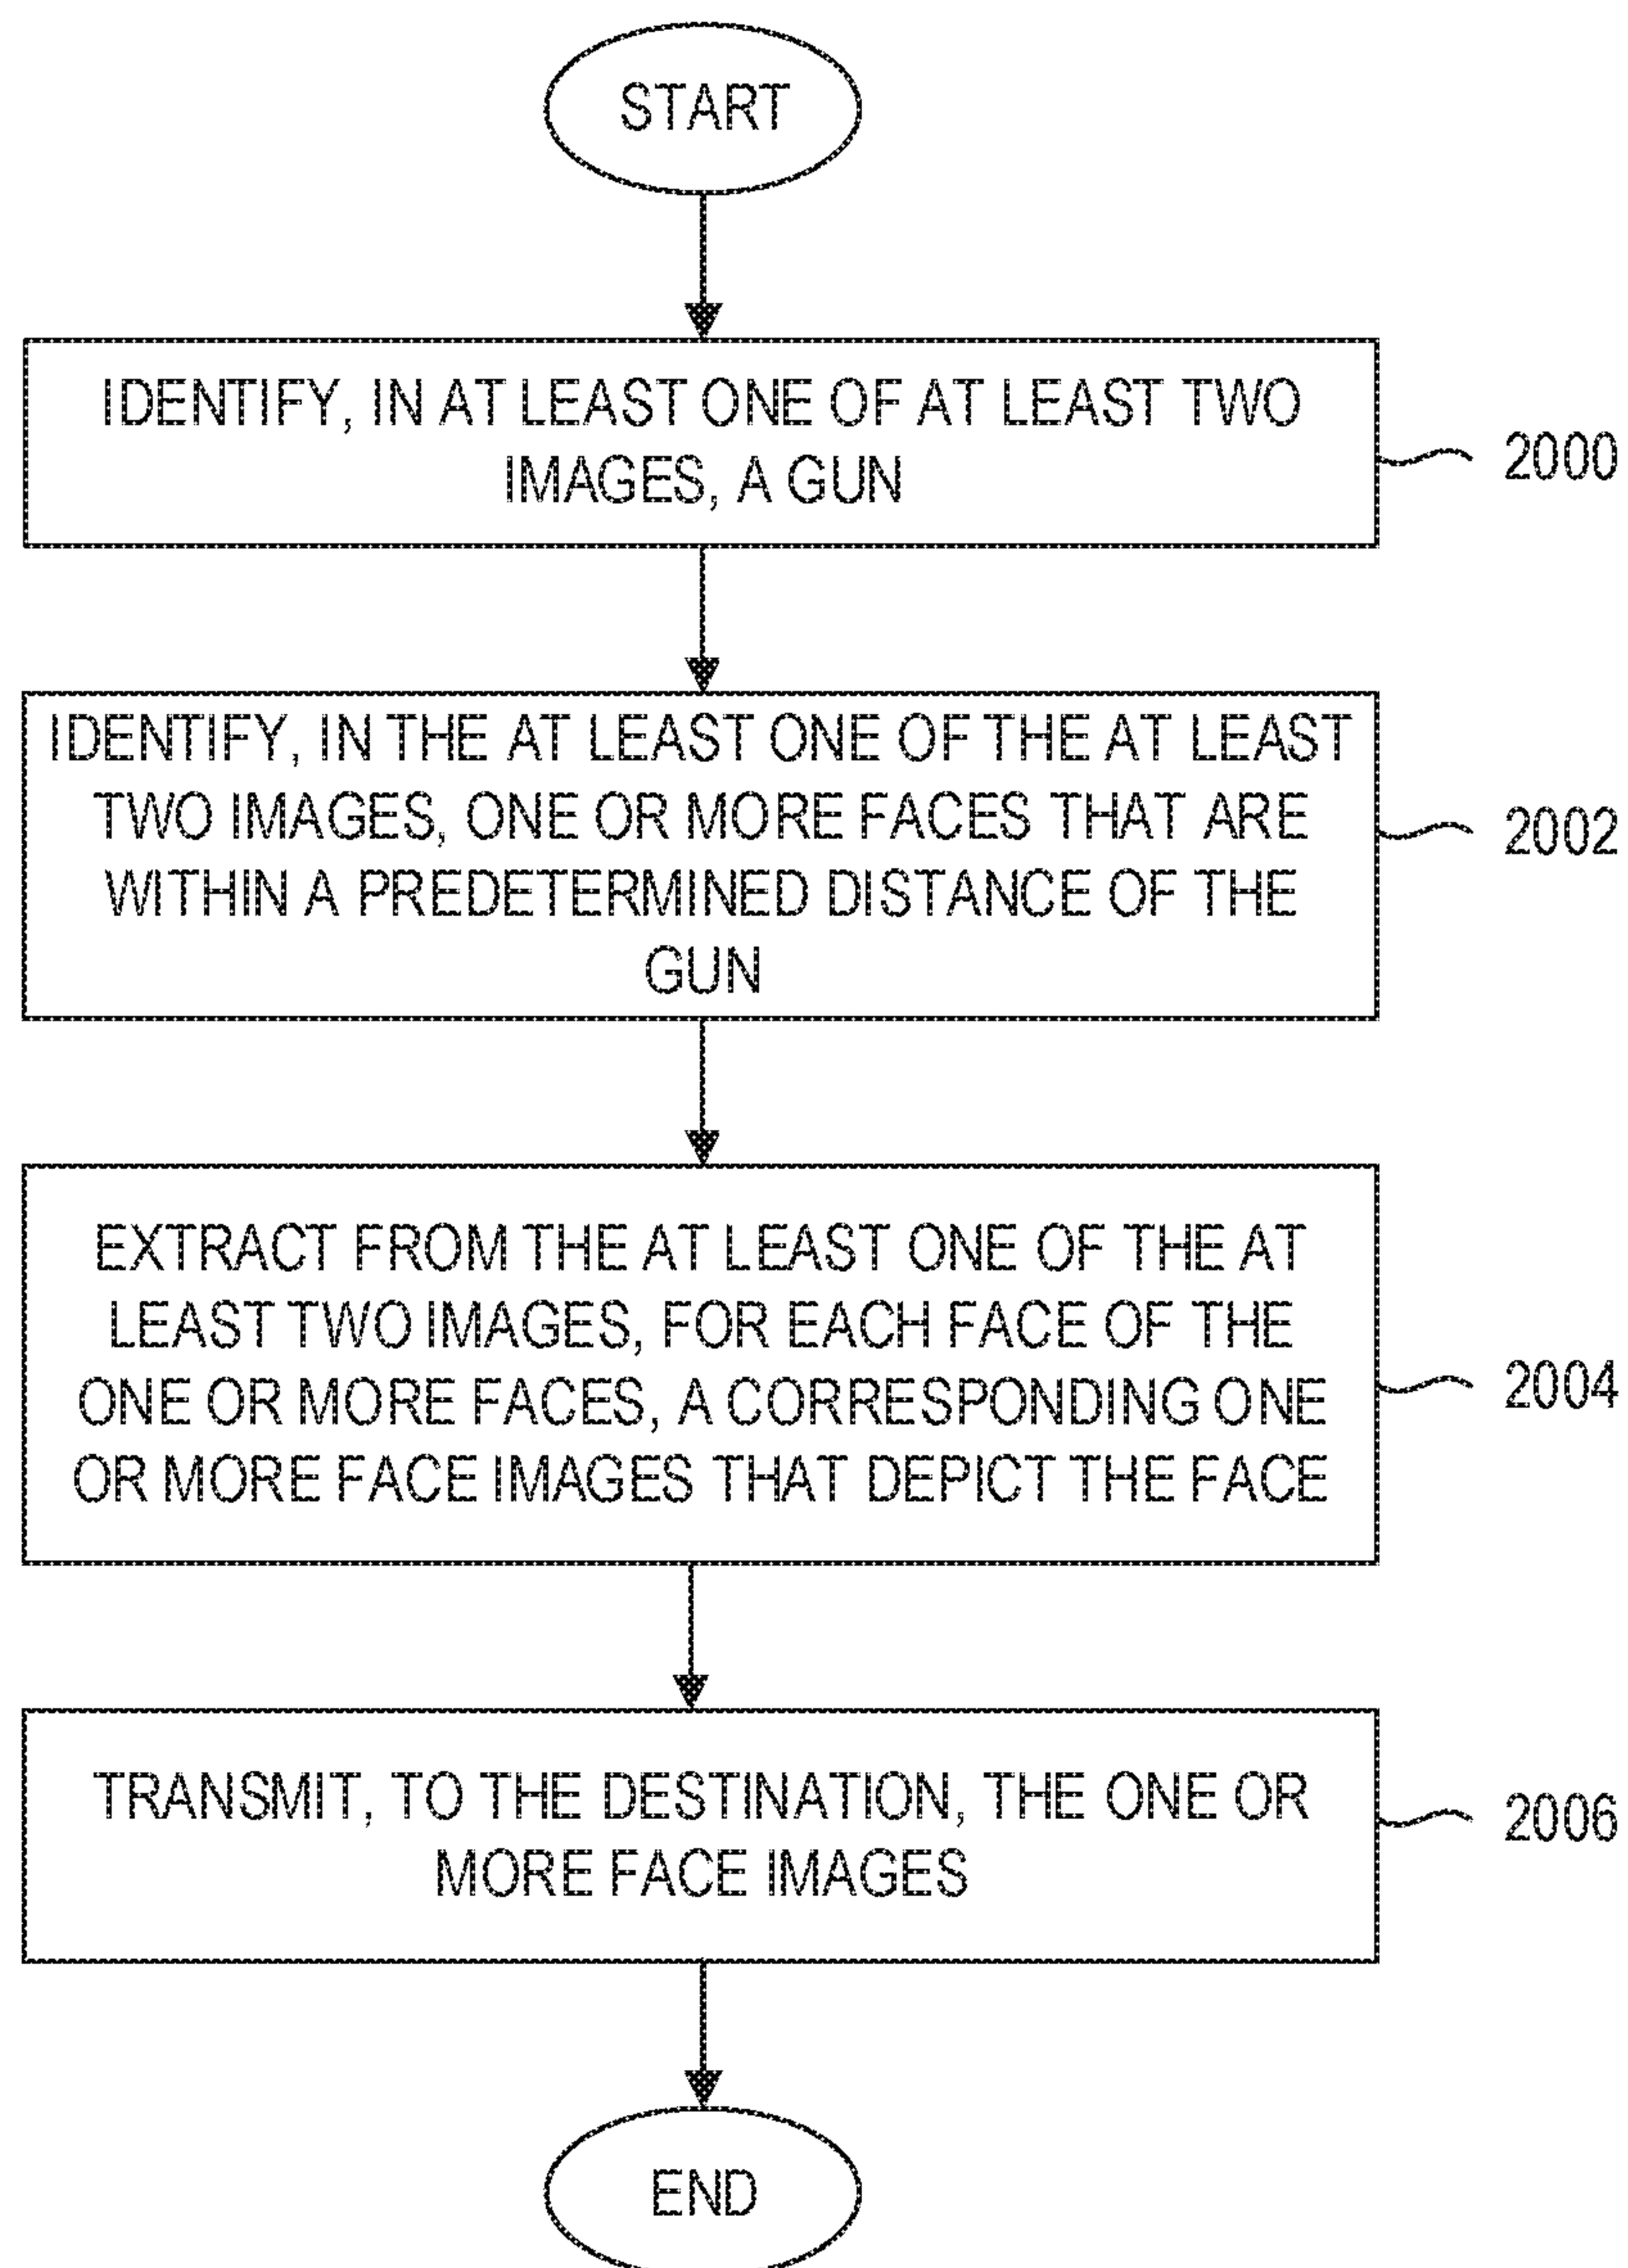 START
IDENTIFY, IN AT LEAST ONE OF AT LEAST TWO
IMAGES, A GUN
2000
IDENTIFY, IN THE AT LEAST ONE OF THE AT LEAST
TWO IMAGES, ONE OR MORE FACES THAT ARE
WITHIN A PREDETERMINED DISTANCE OF THE
GUN
2002
EXTRACT FROM THE AT LEAST ONE OF THE AT
LEAST TWO IMAGES, FOR EACH FACE OF THE
ONE OR MORE FACES, A CORRESPONDING ONE
OR MORE FACE IMAGES THAT DEPICT THE FACE
2004
TRANSMIT, TO THE DESTINATION, THE ONE OR
MORE FACE IMAGES
2006
END